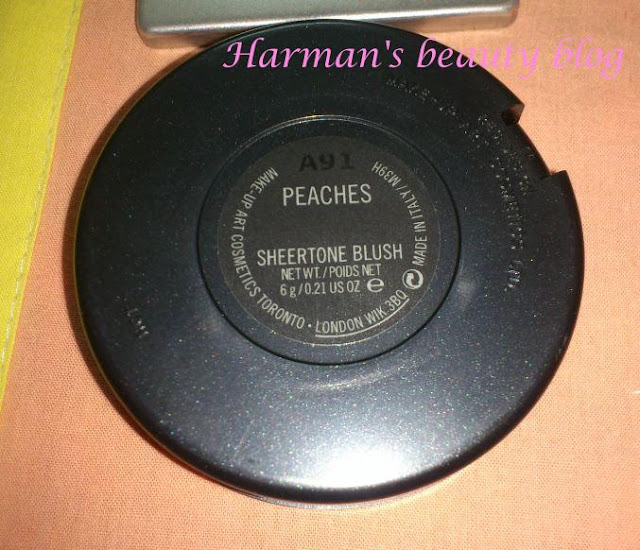 Harman's beauty blog
A91
PEACHES
SHEERTONE BLUSH
NET WT./POIDS NET
6 g/0.21 US OZ ℮
MAKE-UP ART COSMETICS TORONTO · LONDON W1K 3BQ
MADE IN ITALY/M39H